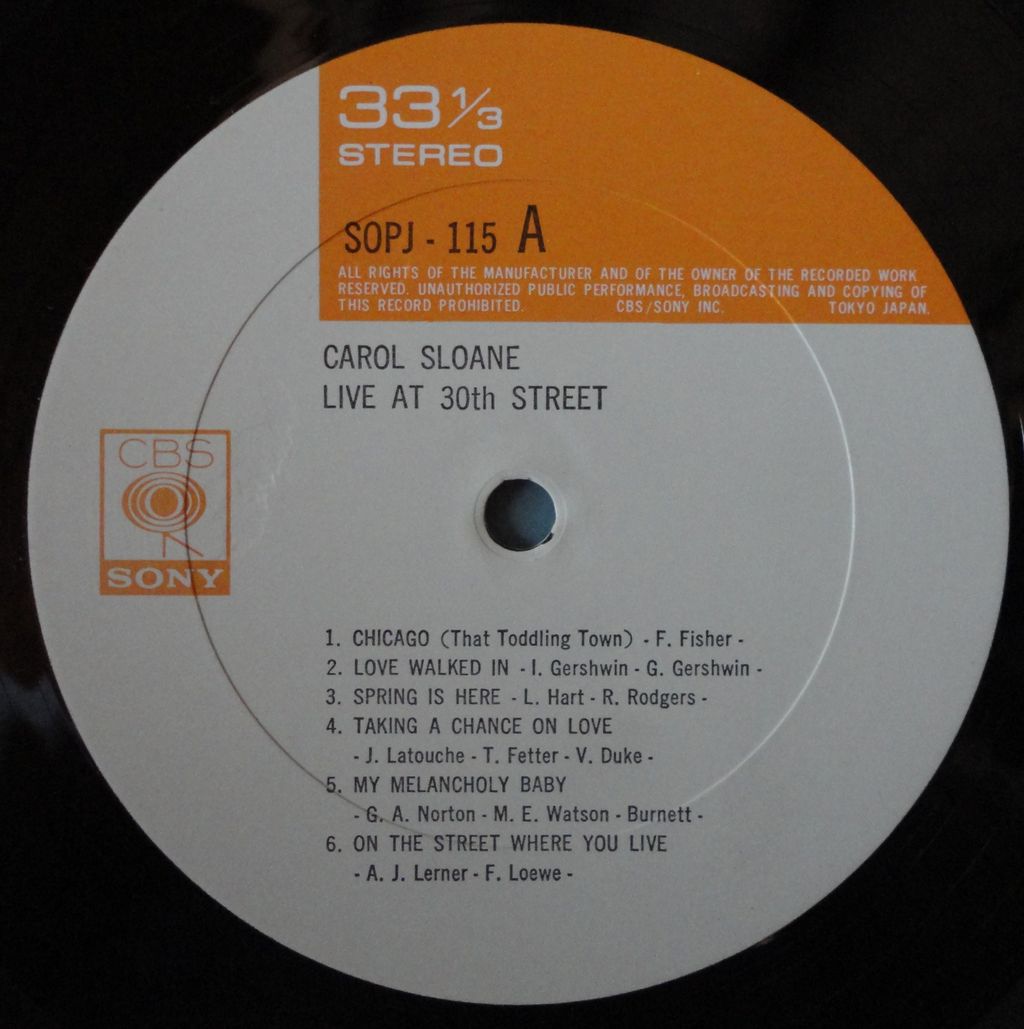 33 1/3
STEREO
SOPJ - 115 A
ALL RIGHTS OF THE MANUFACTURER AND OF THE OWNER OF THE RECORDED WORK
RESERVED. UNAUTHORIZED PUBLIC PERFORMANCE, BROADCASTING AND COPYING OF
THIS RECORD PROHIBITED. CBS/SONY INC. TOKYO JAPAN.
CAROL SLOANE
LIVE AT 30th STREET
CBS
SONY
1. CHICAGO (That Toddling Town) - F. Fisher -
2. LOVE WALKED IN - I. Gershwin - G. Gershwin -
3. SPRING IS HERE - L. Hart - R. Rodgers -
4. TAKING A CHANCE ON LOVE
- J. Latouche - T. Fetter - V. Duke -
5. MY MELANCHOLY BABY
- G. A. Norton - M. E. Watson - Burnett -
6. ON THE STREET WHERE YOU LIVE
- A. J. Lerner - F. Loewe -